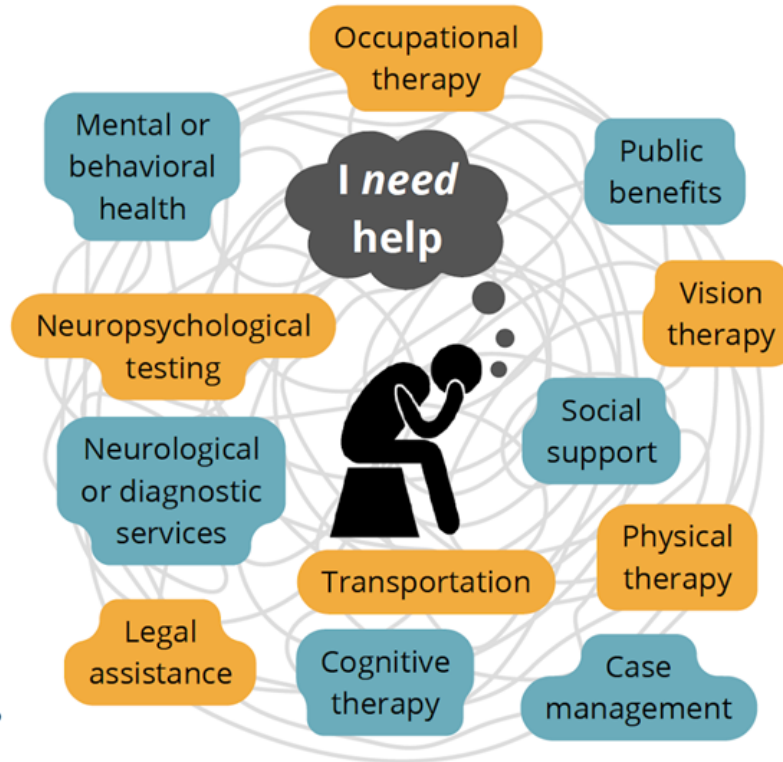 Occupational
therapy
Mental or
behavioral
health
I need
help
Public
benefits
Vision
therapy
Neuropsychological
testing
Social
support
Neurological
or diagnostic
services
Physical
therapy
Transportation
Legal
assistance
Cognitive
therapy
Case
management